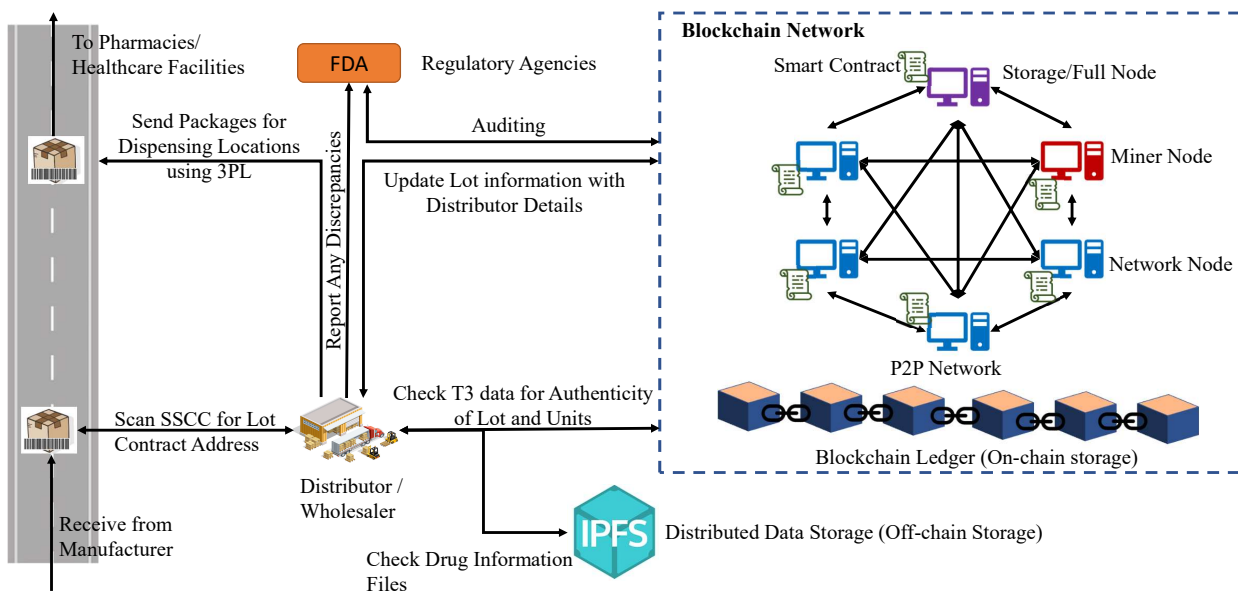 To Pharmacies/
Healthcare Facilities
FDA
Regulatory Agencies
Send Packages for
Dispensing Locations
using 3PL
Auditing
Update Lot information with
Distributor Details
Report Any Discrepancies
Blockchain Network
Smart Contract
Storage/Full Node
Miner Node
Network Node
P2P Network
Blockchain Ledger (On-chain storage)
Scan SSCC for Lot
Contract Address
Check T3 data for Authenticity
of Lot and Units
Distributor /
Wholesaler
Receive from
Manufacturer
IPFS
Distributed Data Storage (Off-chain Storage)
Check Drug Information
Files